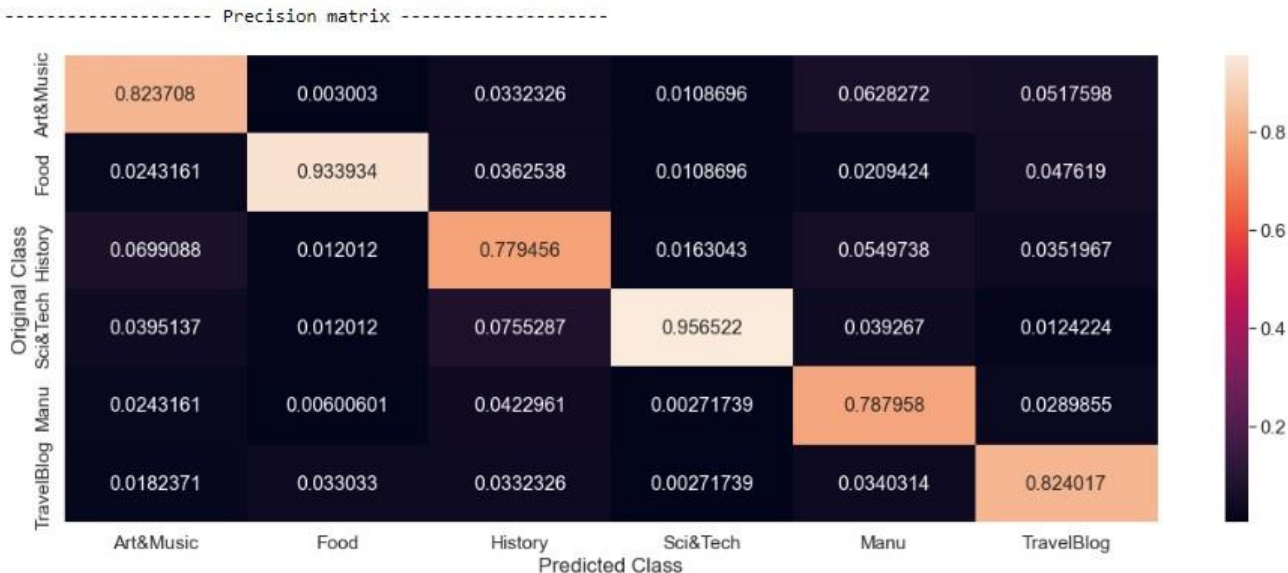 -------------------- Precision matrix --------------------
Art&Music 0.823708 0.003003 0.0332326 0.0108696 0.0628272 0.0517598
Food 0.0243161 0.933934 0.0362538 0.0108696 0.0209424 0.047619
History 0.0699088 0.012012 0.779456 0.0163043 0.0549738 0.0351967
Sci&Tech 0.0395137 0.012012 0.0755287 0.956522 0.039267 0.0124224
Manu 0.0243161 0.00600601 0.0422961 0.00271739 0.787958 0.0289855
TravelBlog 0.0182371 0.033033 0.0332326 0.00271739 0.0340314 0.824017
Original Class
Art&Music Food History Sci&Tech Manu TravelBlog
Predicted Class
0.8
0.6
0.4
0.2